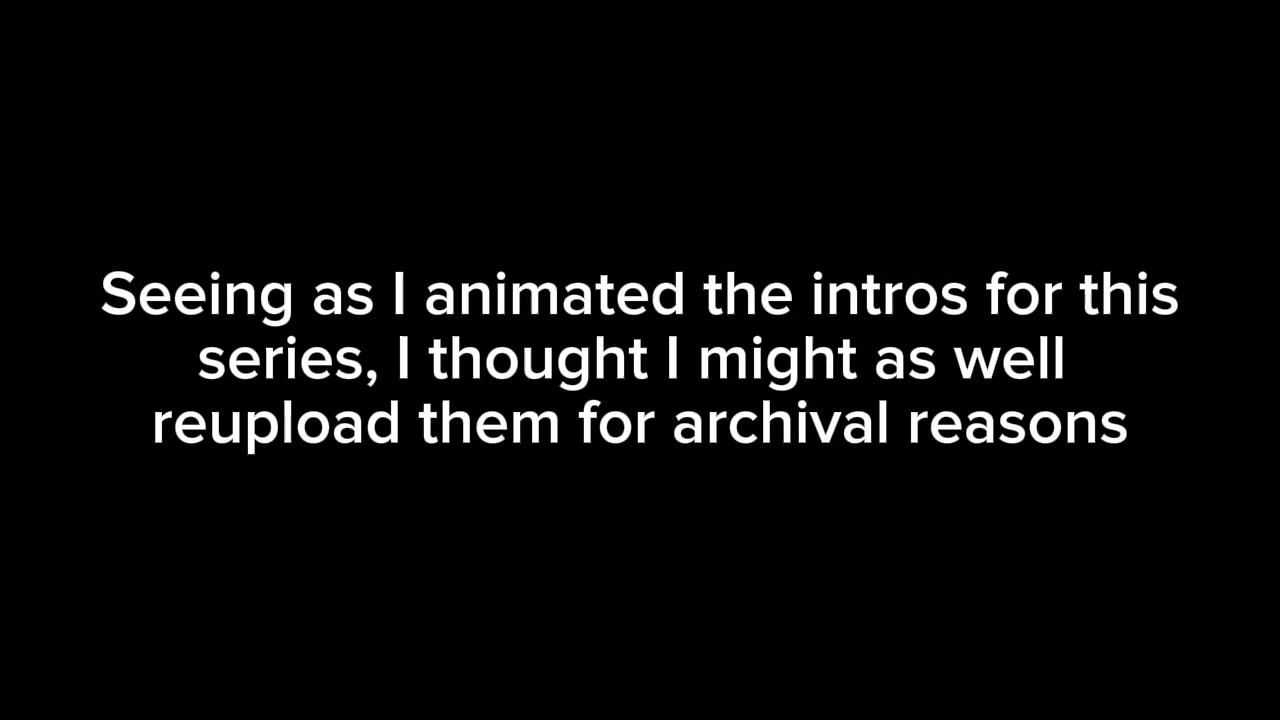 Seeing as I animated the intros for this
series, I thought I might as well
reupload them for archival reasons